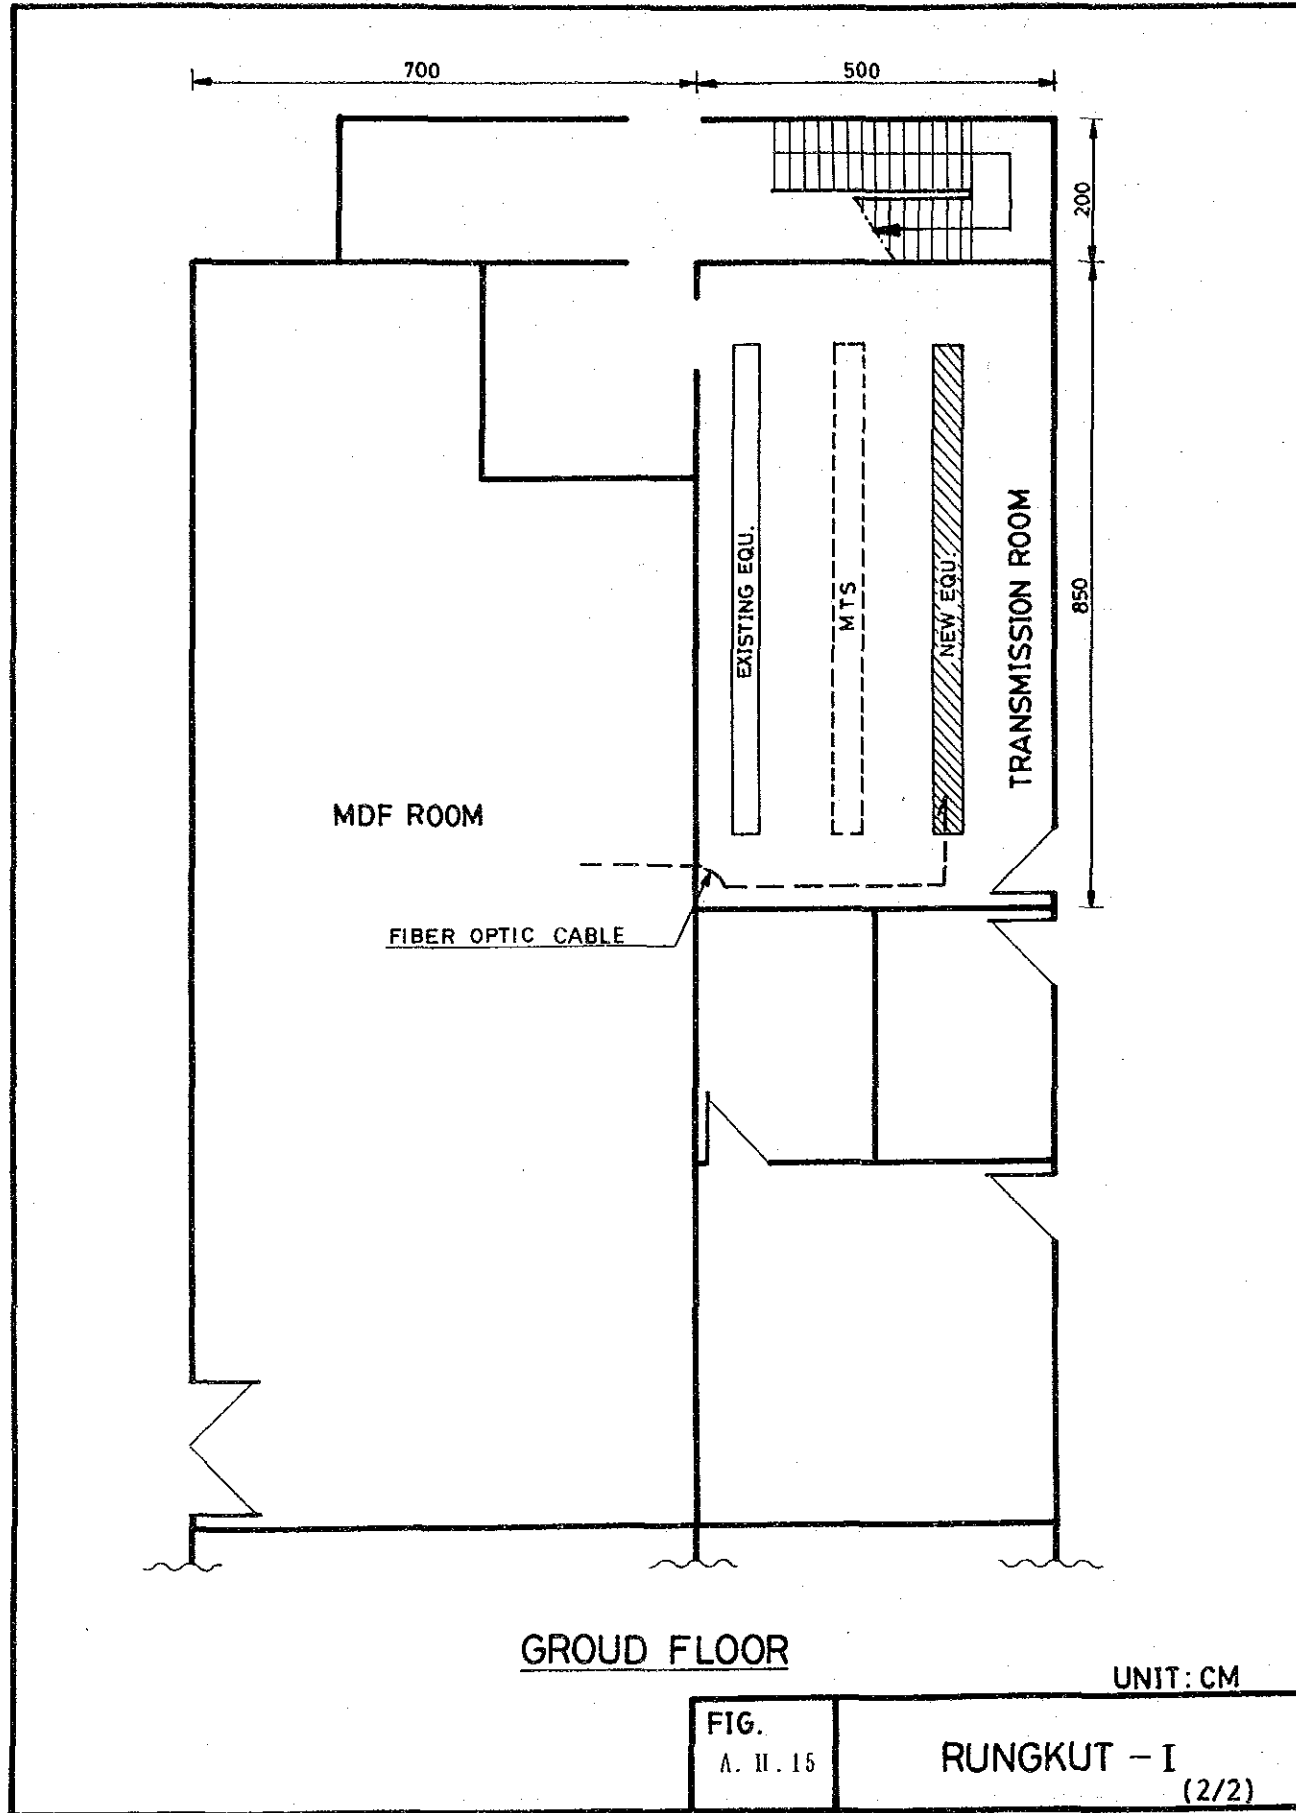 700
500
200
EXISTING EQU.
MTS
NEW EQU.
TRANSMISSION ROOM
850
MDF ROOM
FIBER OPTIC CABLE
GROUD FLOOR
UNIT: CM
FIG.
A. II. 15
RUNGKUT - I
(2/2)